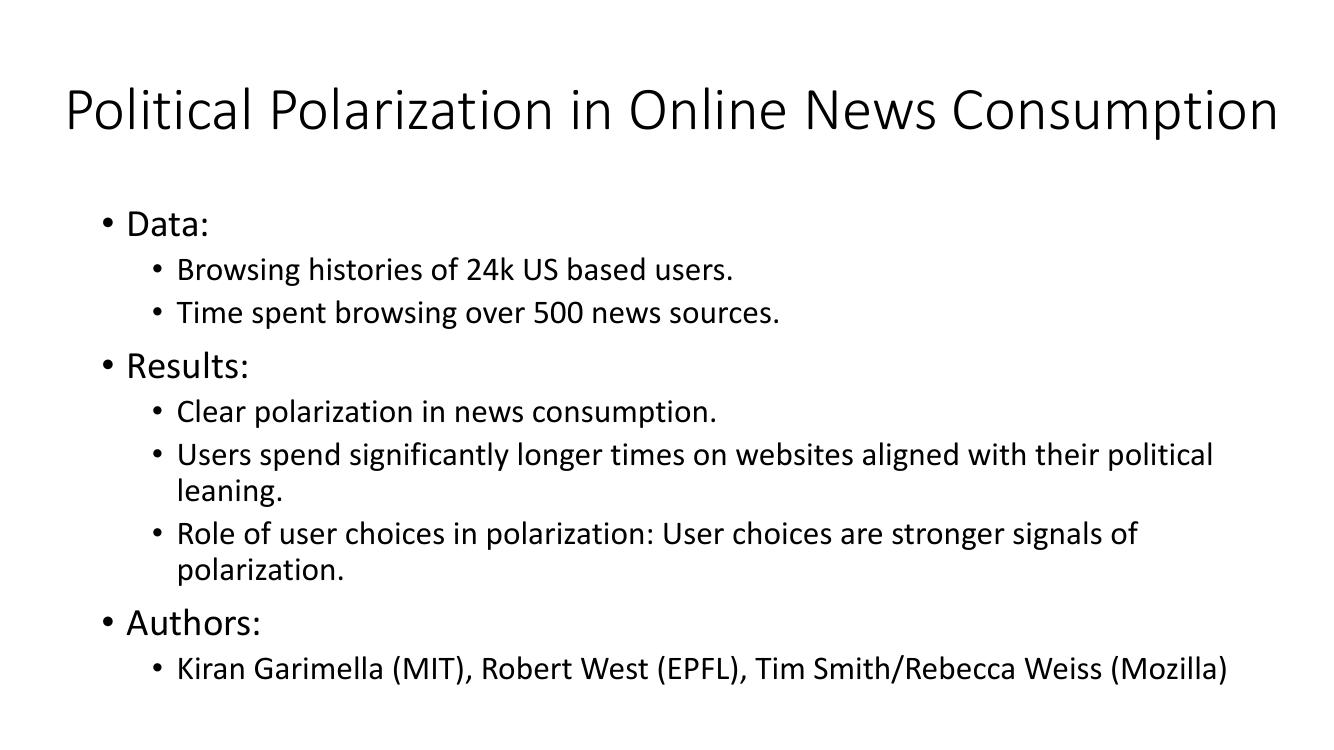 Political Polarization in Online News Consumption
• Data:
• Browsing histories of 24k US based users.
• Time spent browsing over 500 news sources.
• Results:
• Clear polarization in news consumption.
• Users spend significantly longer times on websites aligned with their political
leaning.
• Role of user choices in polarization: User choices are stronger signals of
polarization.
• Authors:
• Kiran Garimella (MIT), Robert West (EPFL), Tim Smith/Rebecca Weiss (Mozilla)